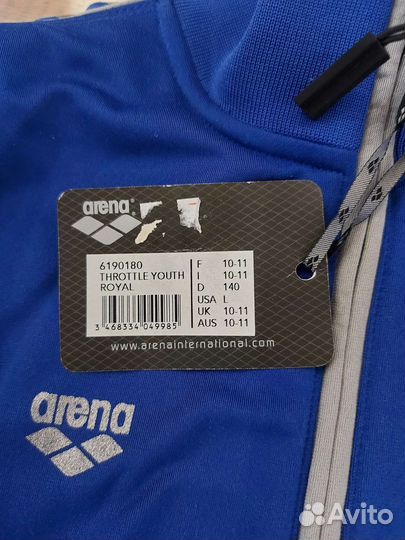 arena
6190180
THROTTLE YOUTH
ROYAL
3 468334 049985
F 10-11
I 10-11
D 140
USA L
UK 10-11
AUS 10-11
www.arenainternational.com
arena
Avito